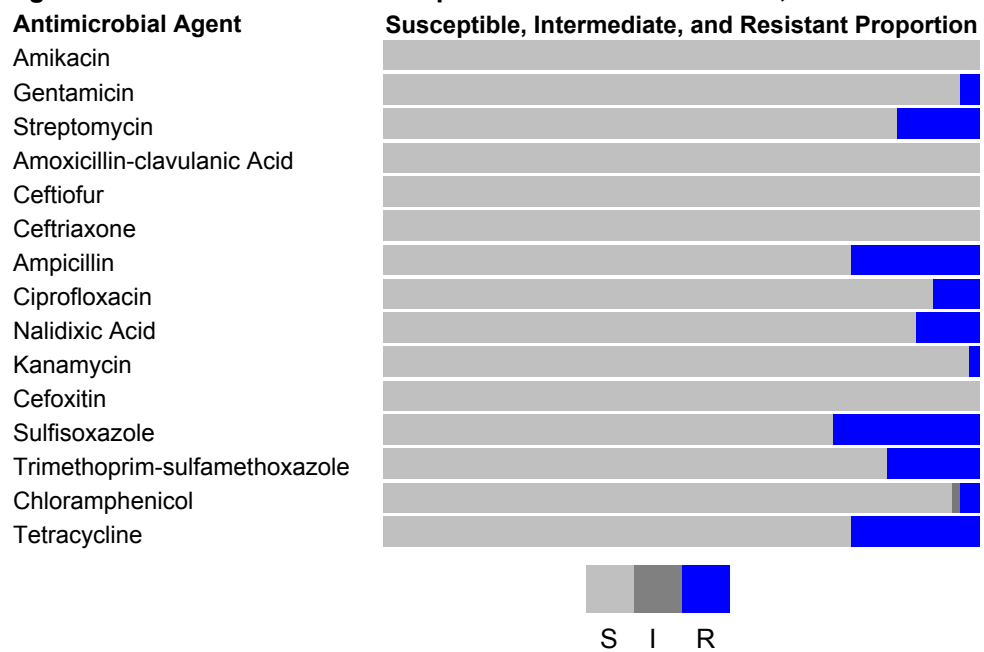 Antimicrobial Agent Susceptible, Intermediate, and Resistant Proportion
Amikacin
Gentamicin
Streptomycin
Amoxicillin-clavulanic Acid
Ceftiofur
Ceftriaxone
Ampicillin
Ciprofloxacin
Nalidixic Acid
Kanamycin
Cefoxitin
Sulfisoxazole
Trimethoprim-sulfamethoxazole
Chloramphenicol
Tetracycline
S I R